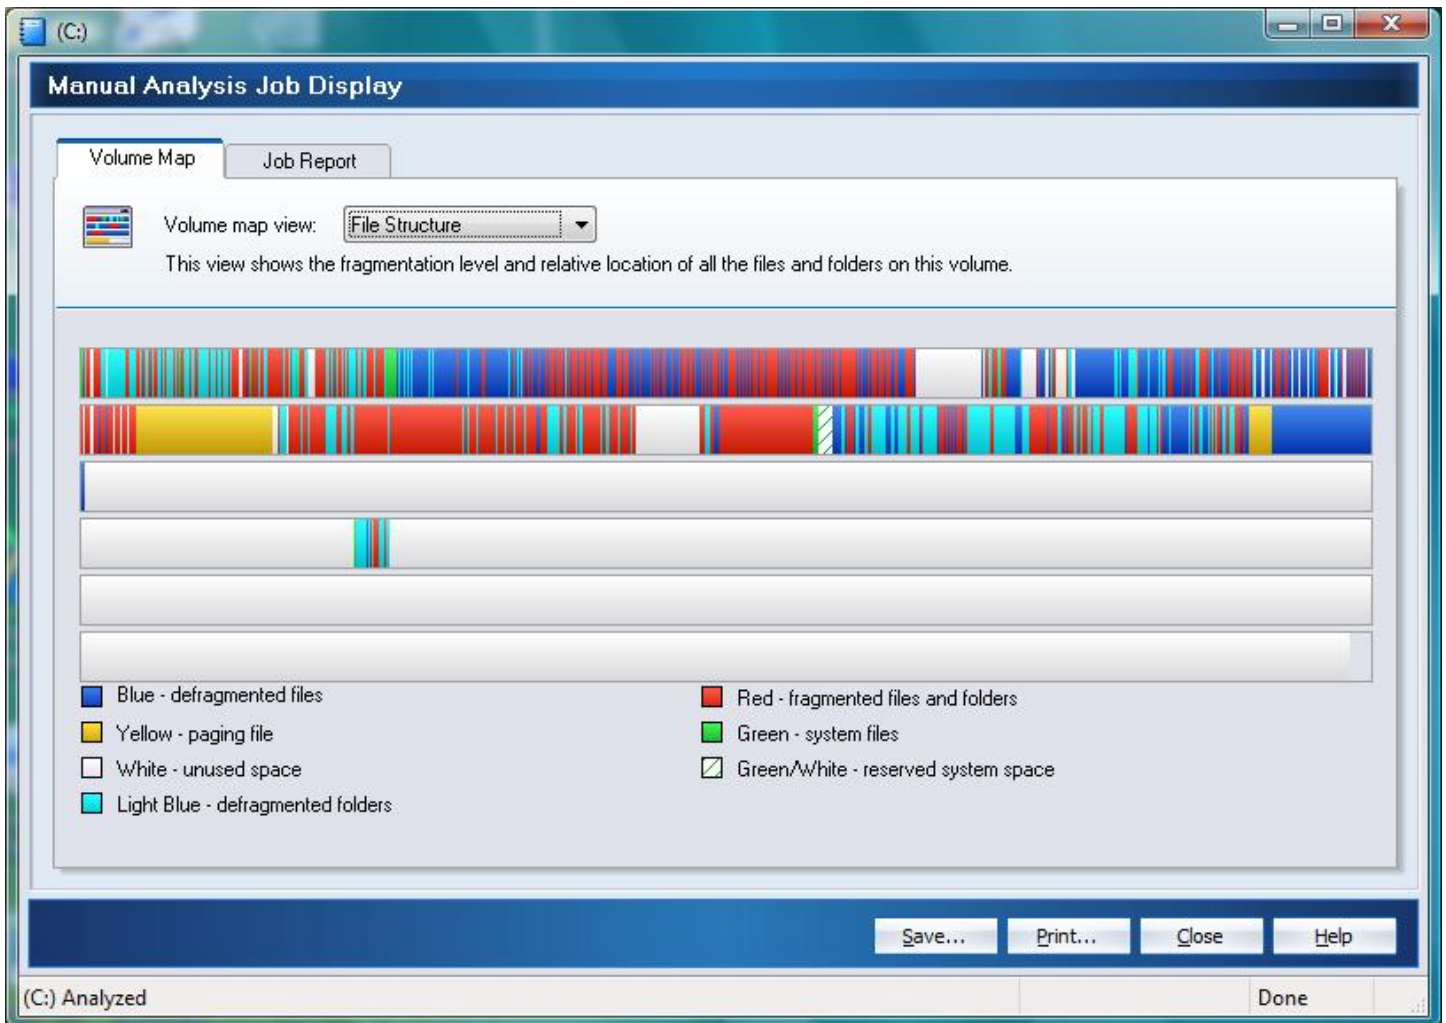 (C:)
Manual Analysis Job Display
Volume Map
Job Report
Volume map view:
File Structure
This view shows the fragmentation level and relative location of all the files and folders on this volume.
Blue - defragmented files
Red - fragmented files and folders
Yellow - paging file
Green - system files
White - unused space
Green/White - reserved system space
Light Blue - defragmented folders
Save...
Print...
Close
Help
(C:) Analyzed
Done